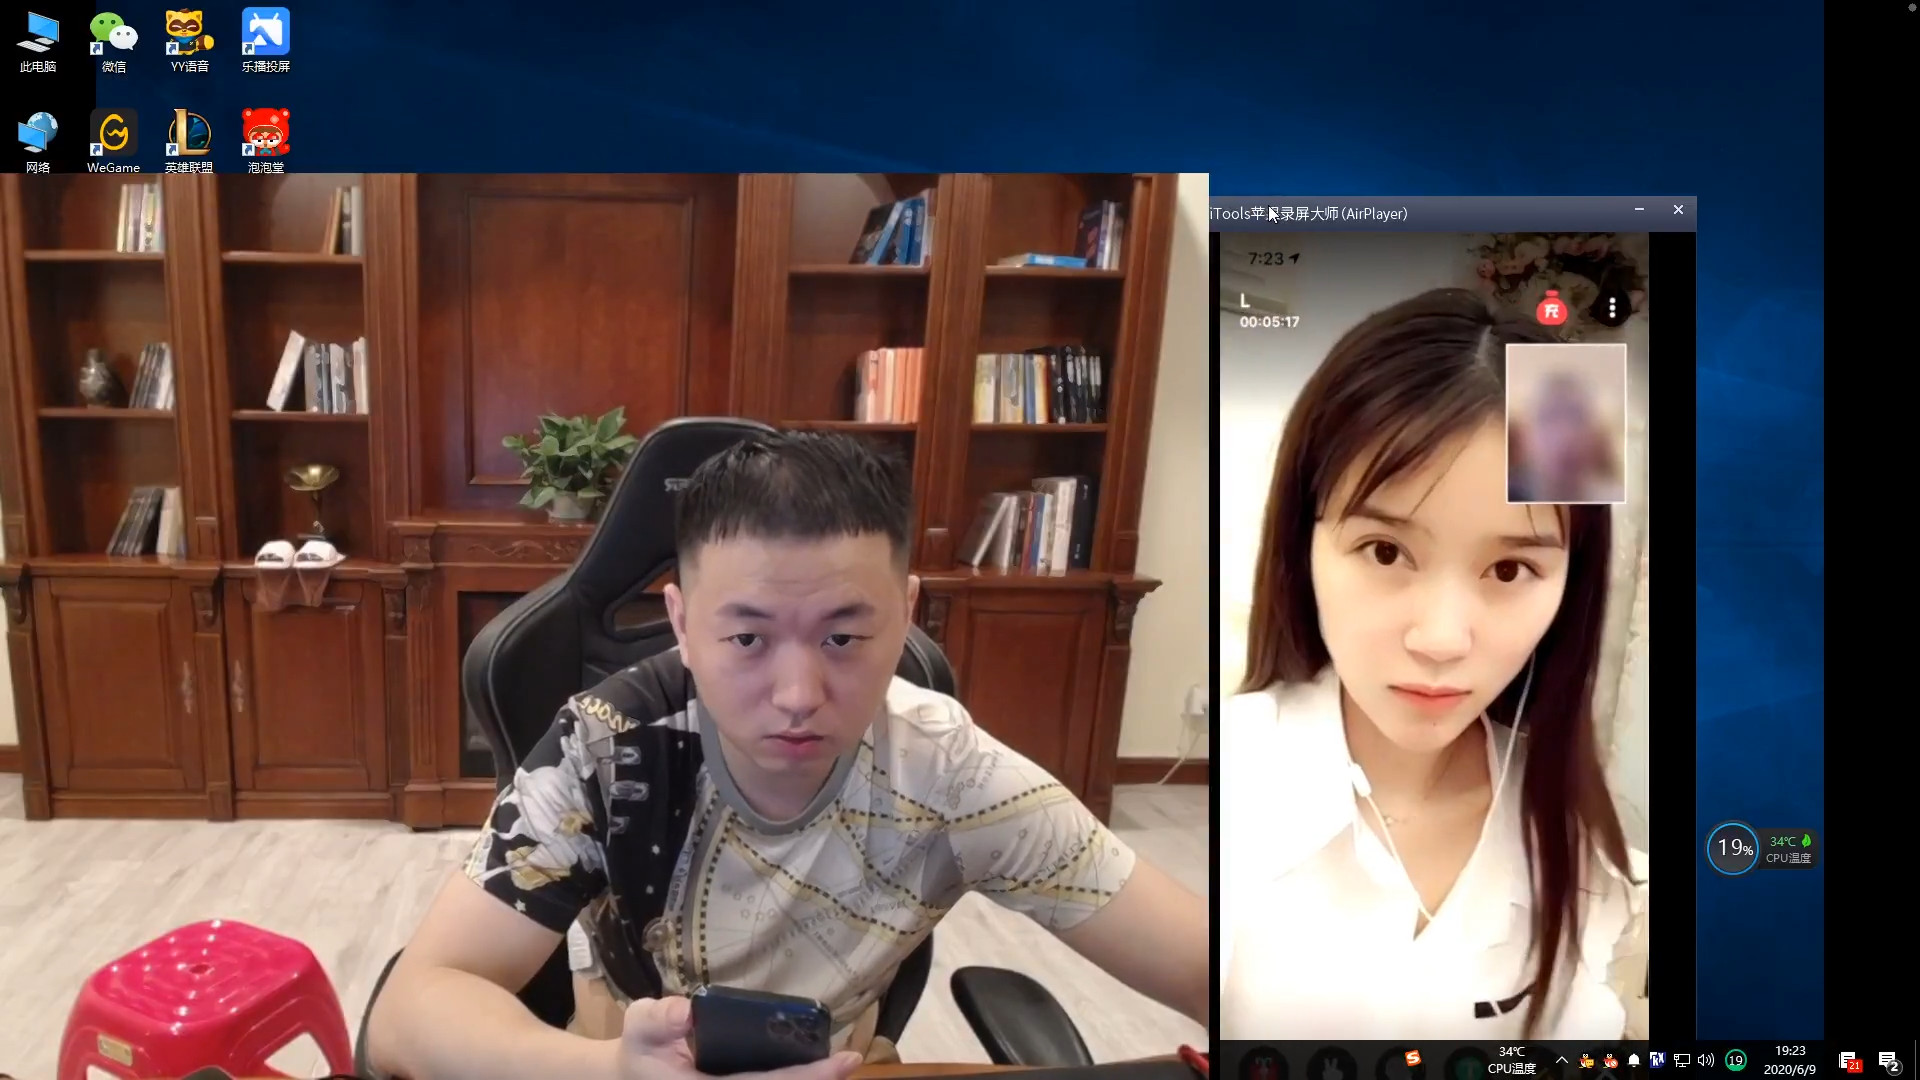 此电脑
微信
YY语音
乐播投屏
网络
WeGame
英雄联盟
泡泡堂
iTools苹果录屏大师(AirPlayer)
7:23
L
00:05:17
充
19%
34℃
CPU温度
34℃
CPU温度
19
19:23
2020/6/9
21
2